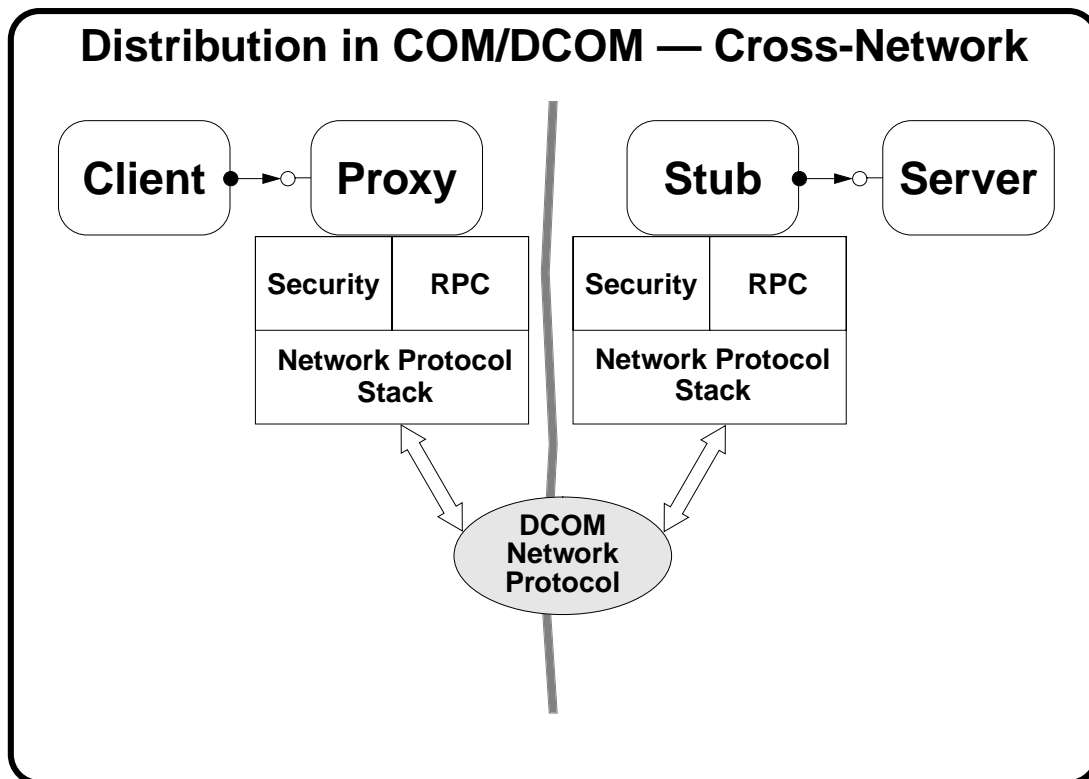 Distribution in COM/DCOM — Cross-Network
Client
Proxy
Stub
Server
Security
RPC
Network Protocol
Stack
Security
RPC
Network Protocol
Stack
DCOM
Network
Protocol